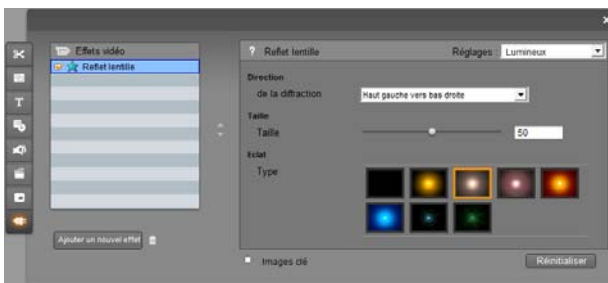 Effets vidéo
Reflet lentille
Ajouter un nouvel effet
? Reflet lentille Réglages : Lumineux
Direction
de la diffraction Haut gauche vers bas droite
Taille
Taille 50
Eclat
Type
Images clé Réinitialiser